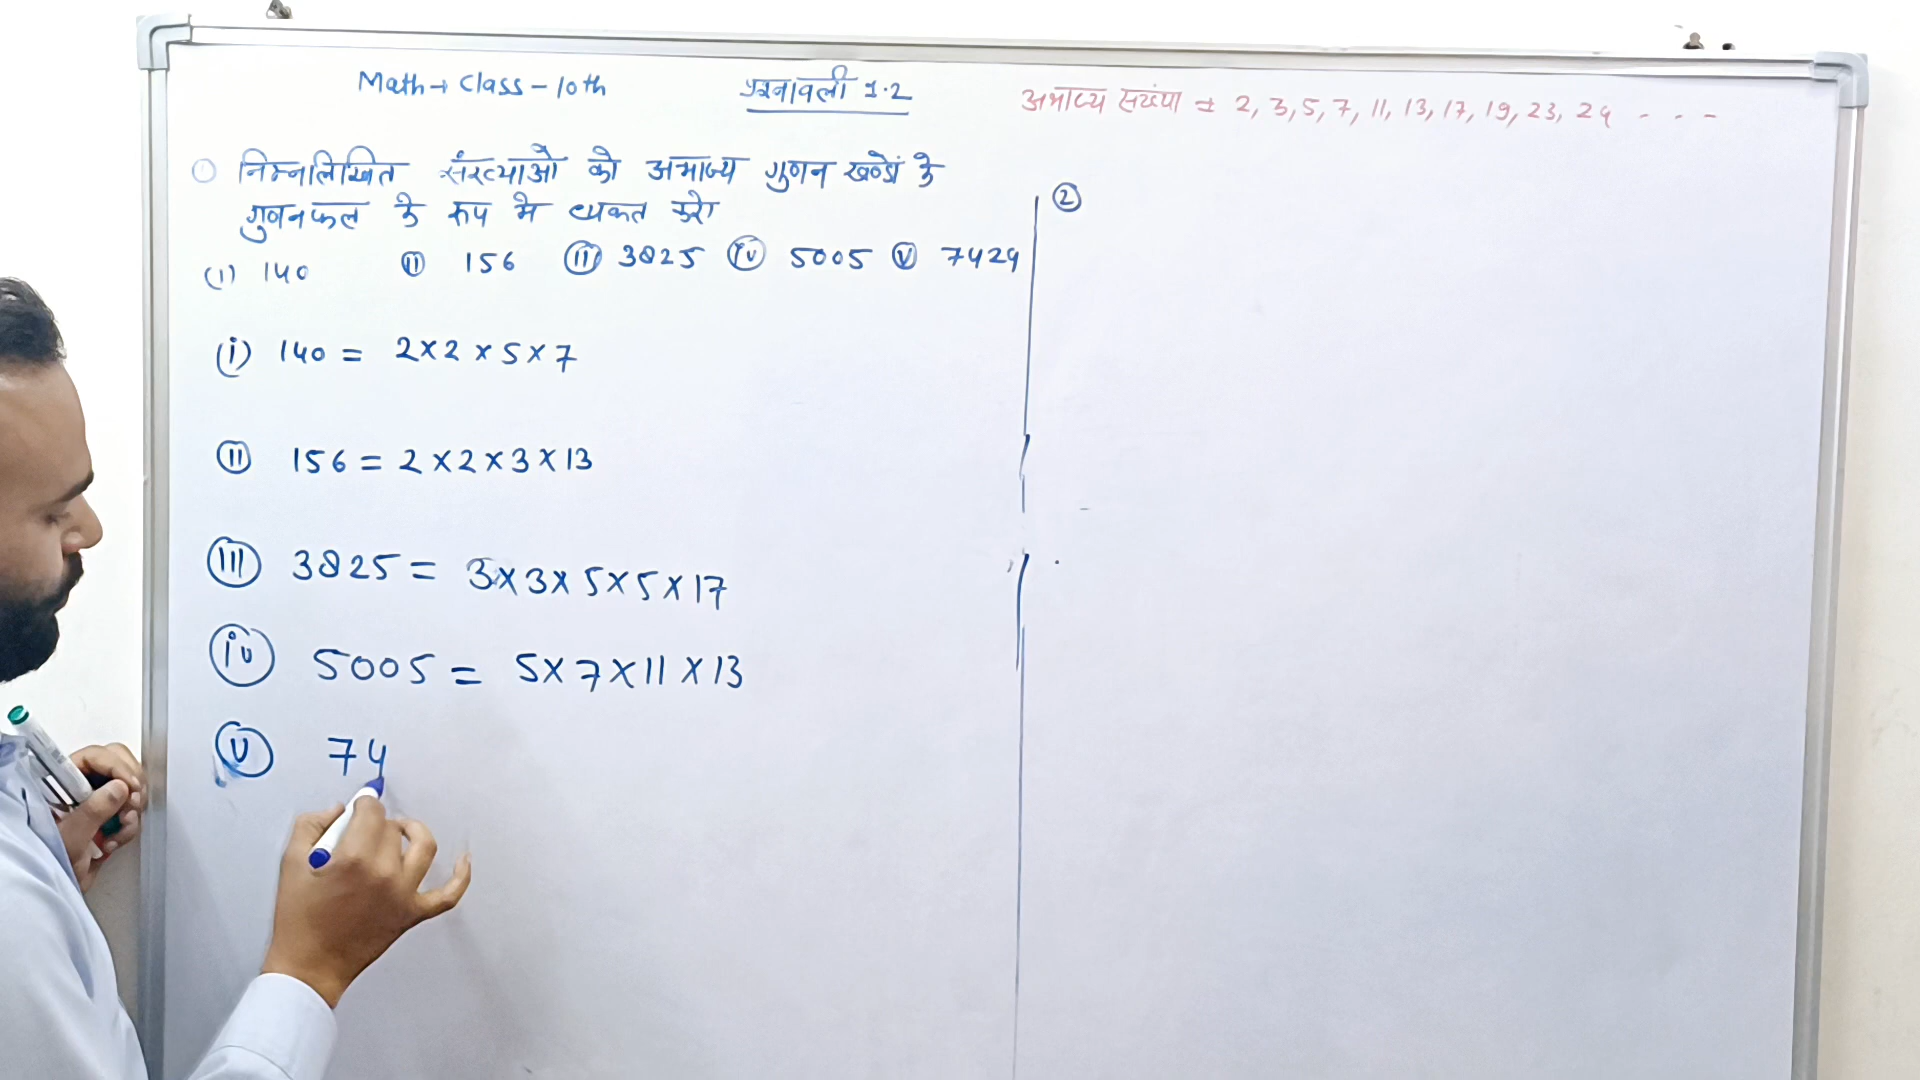 Math → Class - 10th
प्रश्नावली 1.2
अभाज्य संख्या = 2, 3, 5, 7, 11, 13, 17, 19, 23, 29 - - -
① निम्नलिखित संख्याओं को अभाज्य गुणन खण्डों के
गुणनफल के रूप मे व्यक्त करो
(i) 140 (ii) 156 (iii) 3825 (iv) 5005 (v) 7429
(i) 140 = 2×2×5×7
(ii) 156 = 2×2×3×13
(iii) 3825 = 3×3×5×5×17
(iv) 5005 = 5×7×11×13
(v) 74
②